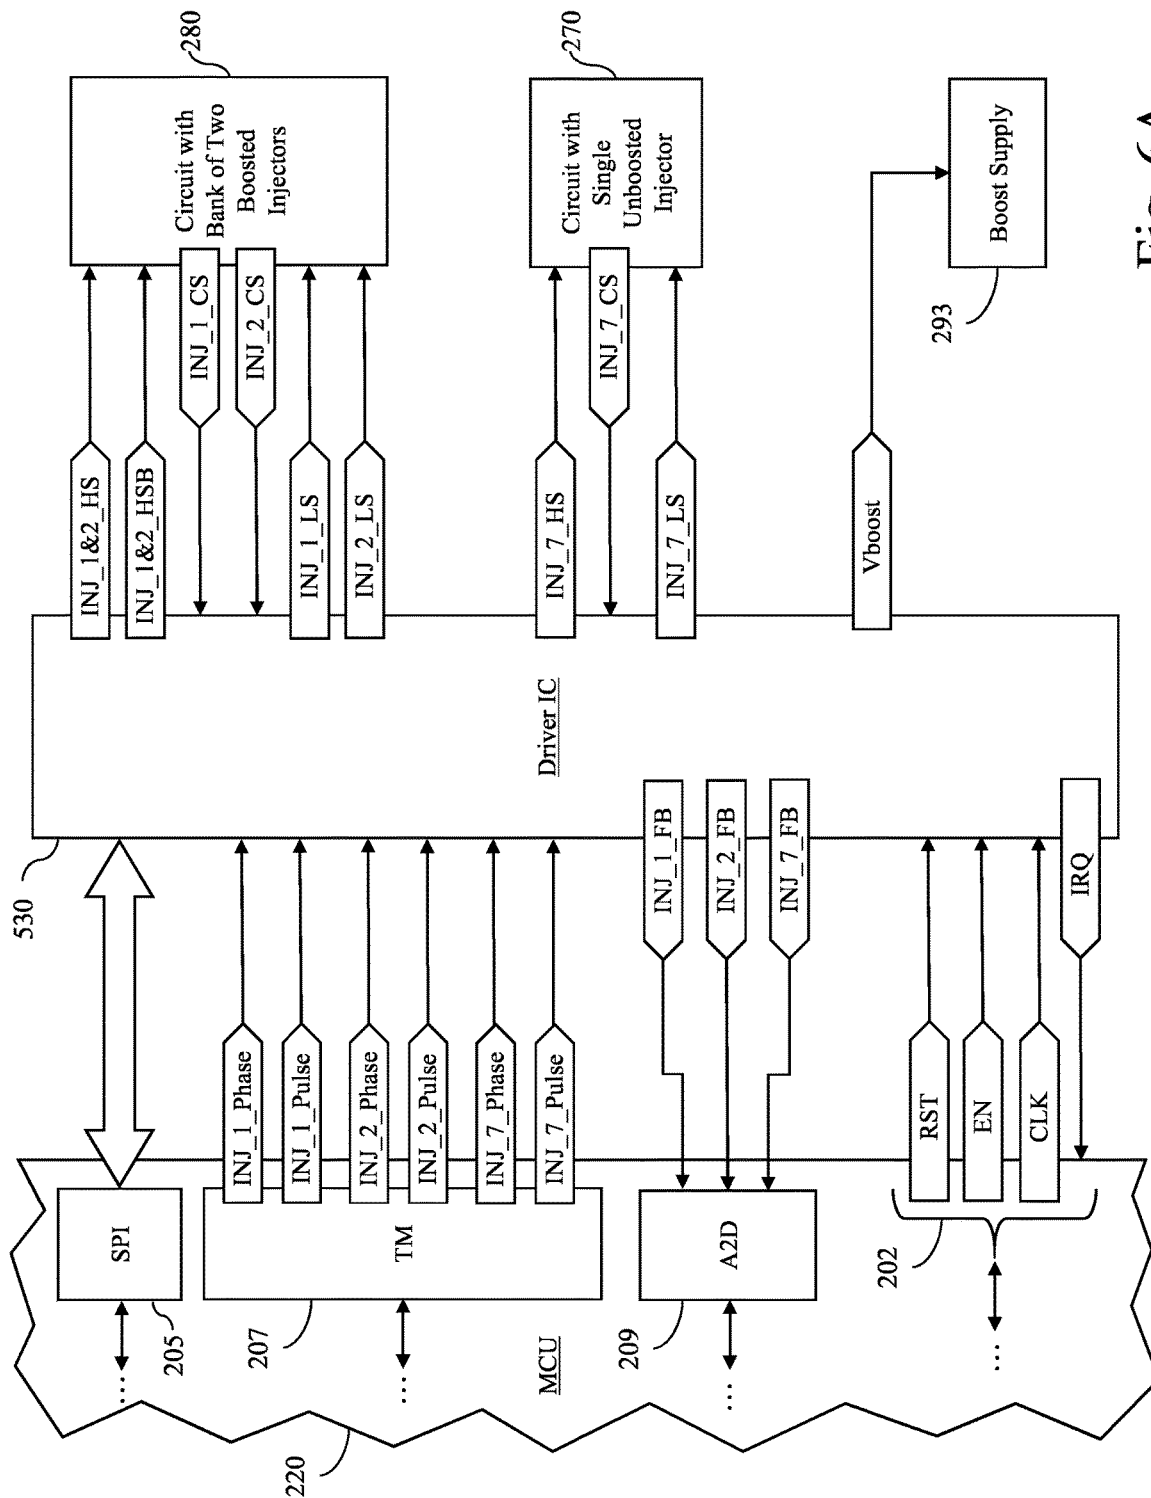 220
MCU
205
SPI
...
207
TM
...
209
A2D
...
202
...
INJ_1_Phase
INJ_1_Pulse
INJ_2_Phase
INJ_2_Pulse
INJ_7_Phase
INJ_7_Pulse
RST
EN
CLK
530
Driver IC
INJ_1_FB
INJ_2_FB
INJ_7_FB
IRQ
INJ_1&2_HS
INJ_1&2_HSB
INJ_1_CS
INJ_2_CS
INJ_1_LS
INJ_2_LS
INJ_7_HS
INJ_7_CS
INJ_7_LS
Vboost
280
Circuit with
Bank of Two
Boosted
Injectors
270
Circuit with
Single
Unboosted
Injector
293
Boost Supply
Fig. 6A